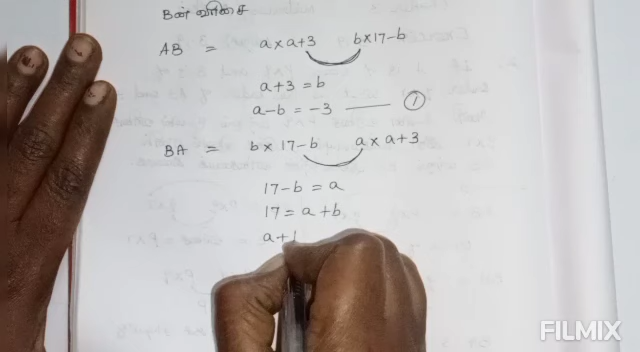 AB = a × a+3 b × 17-b
a+3 = b
a-b = -3 —— ①
BA = b × 17-b a × a+3
17-b = a
17 = a+b
a+
FILMIX